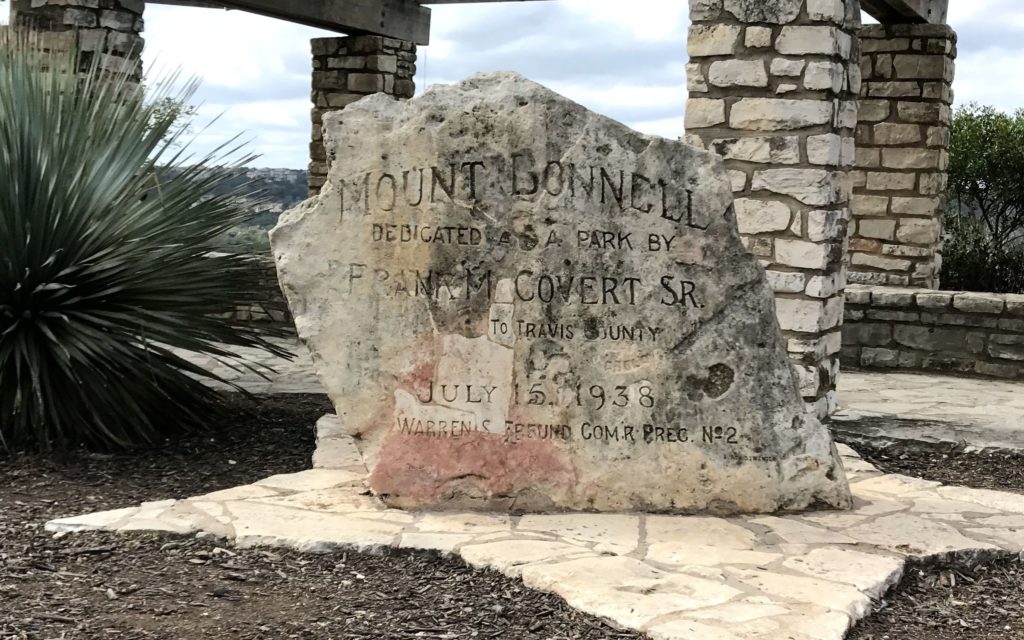 MOUNT BONNELL
DEDICATED AS A PARK BY
FRANK M COVERT SR.
TO TRAVIS COUNTY
JULY 15, 1938
WARREN S FREUND COM'R PREC. No 2